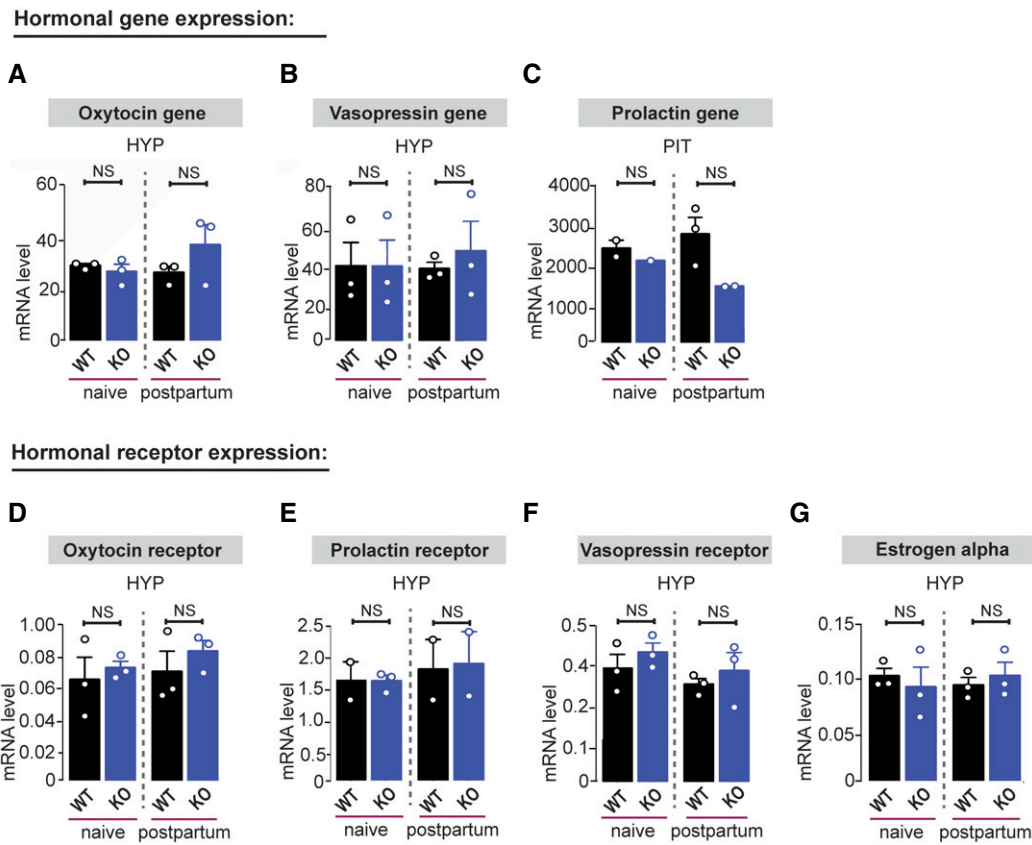 Hormonal gene expression:
A
B
C
Oxytocin gene
Vasopressin gene
Prolactin gene
HYP
HYP
PIT
NS
NS
NS
NS
NS
NS
mRNA level
60
40
20
0
mRNA level
80
60
40
20
0
mRNA level
4000
3000
2000
1000
0
WT
KO
WT
KO
WT
KO
WT
KO
WT
KO
WT
KO
naive
postpartum
naive
postpartum
naive
postpartum
Hormonal receptor expression:
D
E
F
G
Oxytocin receptor
Prolactin receptor
Vasopressin receptor
Estrogen alpha
HYP
HYP
HYP
HYP
NS
NS
NS
NS
NS
NS
NS
NS
mRNA level
1.00
0.08
0.06
0.04
0.02
0
mRNA level
2.5
2.0
1.5
1.0
0.5
0
mRNA level
0.5
0.4
0.2
0.1
0
mRNA level
0.15
0.10
0.05
0
WT
KO
WT
KO
WT
KO
WT
KO
WT
KO
WT
KO
WT
KO
WT
KO
naive
postpartum
naive
postpartum
naive
postpartum
naive
postpartum